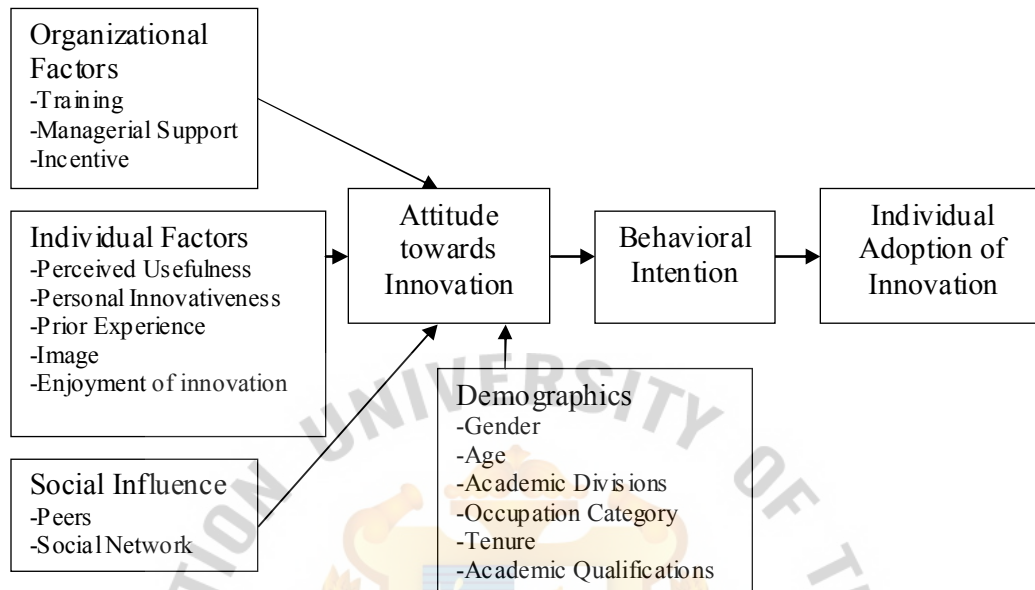 Organizational
Factors
-Training
-Managerial Support
-Incentive
Individual Factors
-Perceived Usefulness
-Personal Innovativeness
-Prior Experience
-Image
-Enjoyment of innovation
Social Influence
-Peers
-Social Network
Attitude
towards
Innovation
Behavioral
Intention
Individual
Adoption of
Innovation
Demographics
-Gender
-Age
-Academic Divisions
-Occupation Category
-Tenure
-Academic Qualifications
UNIVERSITY OF